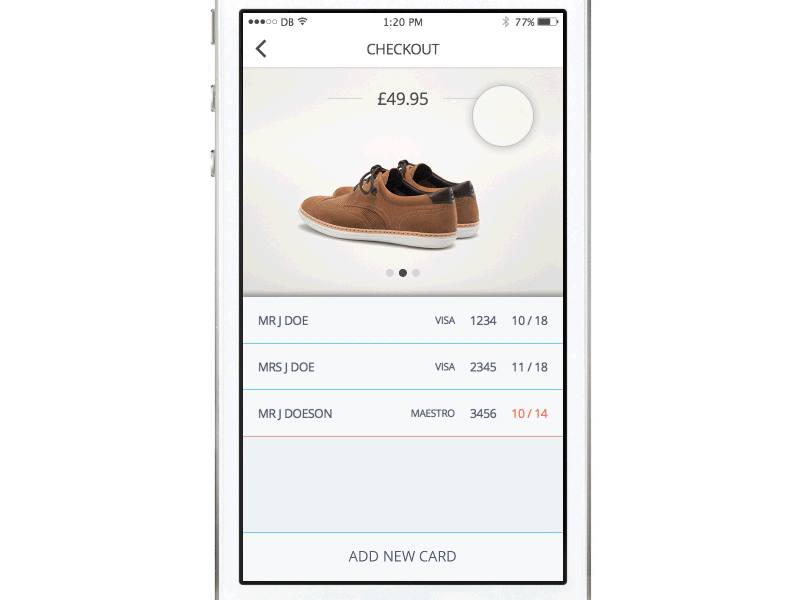 DB 1:20 PM 77%
CHECKOUT
£49.95
MR J DOE VISA 1234 10 / 18
MRS J DOE VISA 2345 11 / 18
MR J DOESON MAESTRO 3456 10 / 14
ADD NEW CARD